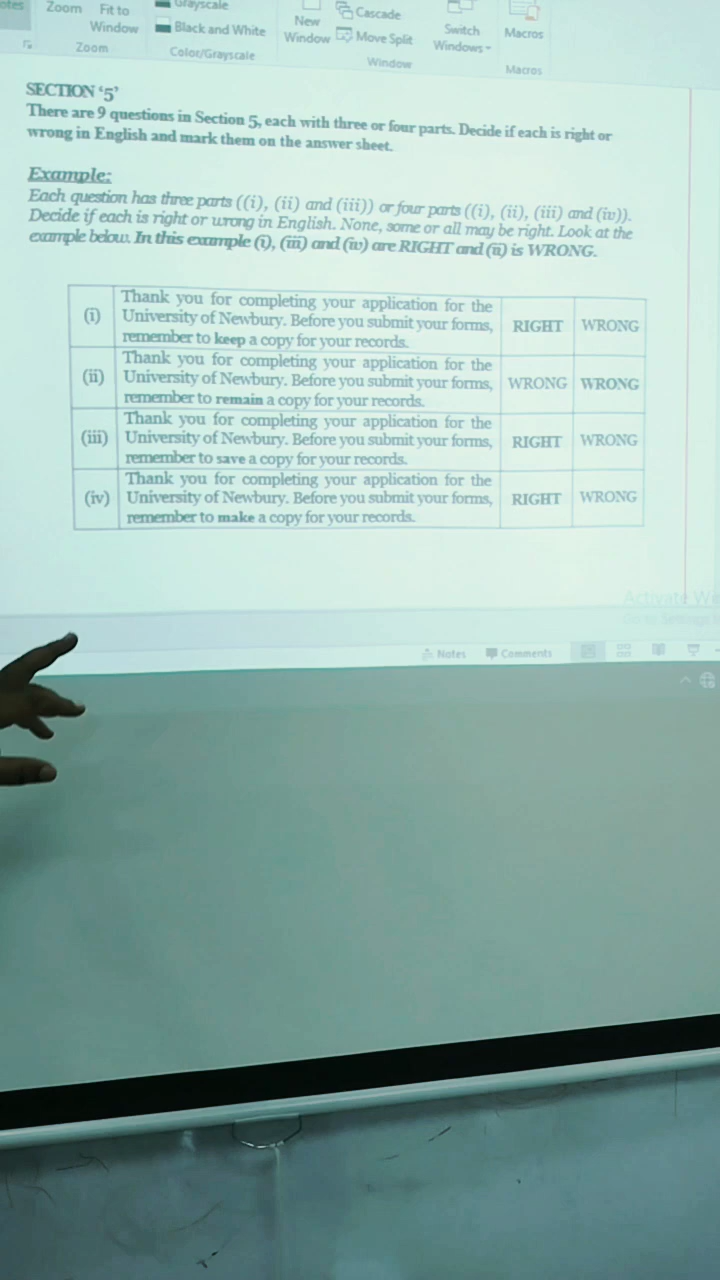 otes
Zoom
Fit to
Window
Zoom
Grayscale
Black and White
Color/Grayscale
New
Window
Cascade
Move Split
Window
Switch
Windows
Macros
Macros
SECTION ‘5’
There are 9 questions in Section 5, each with three or four parts. Decide if each is right or
wrong in English and mark them on the answer sheet.
Example:
Each question has three parts ((i), (ii) and (iii)) or four parts ((i), (ii), (iii) and (iv)).
Decide if each is right or wrong in English. None, some or all may be right. Look at the
example below. In this example (i), (iii) and (iv) are RIGHT and (ii) is WRONG.
(i) Thank you for completing your application for the
University of Newbury. Before you submit your forms,
remember to keep a copy for your records.
RIGHT WRONG
(ii) Thank you for completing your application for the
University of Newbury. Before you submit your forms,
remember to remain a copy for your records.
WRONG WRONG
(iii) Thank you for completing your application for the
University of Newbury. Before you submit your forms,
remember to save a copy for your records.
RIGHT WRONG
(iv) Thank you for completing your application for the
University of Newbury. Before you submit your forms,
remember to make a copy for your records.
RIGHT WRONG
Activate Wi
Go to Settings
Notes Comments